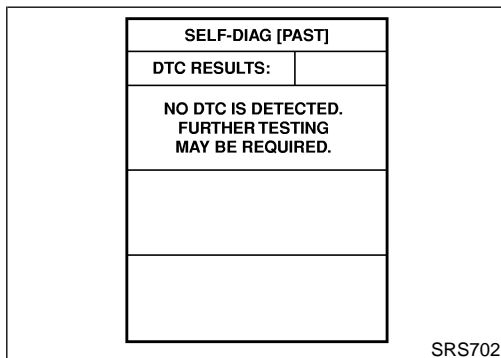 SELF-DIAG [PAST]
DTC RESULTS:
NO DTC IS DETECTED.
FURTHER TESTING
MAY BE REQUIRED.
SRS702